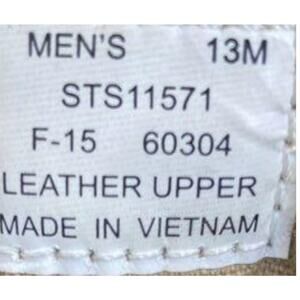 MEN'S 13M
STS11571
F-15 60304
LEATHER UPPER
MADE IN VIETNAM